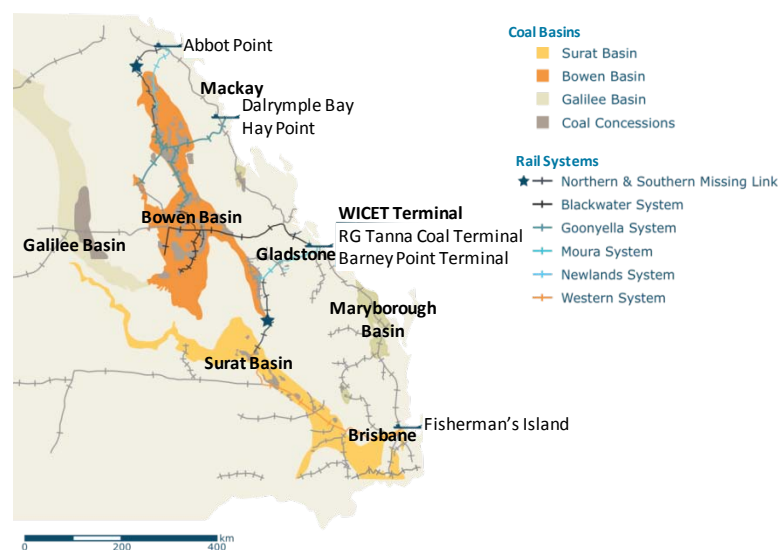 Abbot Point
Mackay
Dalrymple Bay
Hay Point
Bowen Basin
Galilee Basin
WICET Terminal
RG Tanna Coal Terminal
Gladstone
Barney Point Terminal
Maryborough
Basin
Surat Basin
Brisbane
Fisherman's Island
km
0 200 400
Coal Basins
Surat Basin
Bowen Basin
Galilee Basin
Coal Concessions
Rail Systems
Northern & Southern Missing Link
Blackwater System
Goonyella System
Moura System
Newlands System
Western System